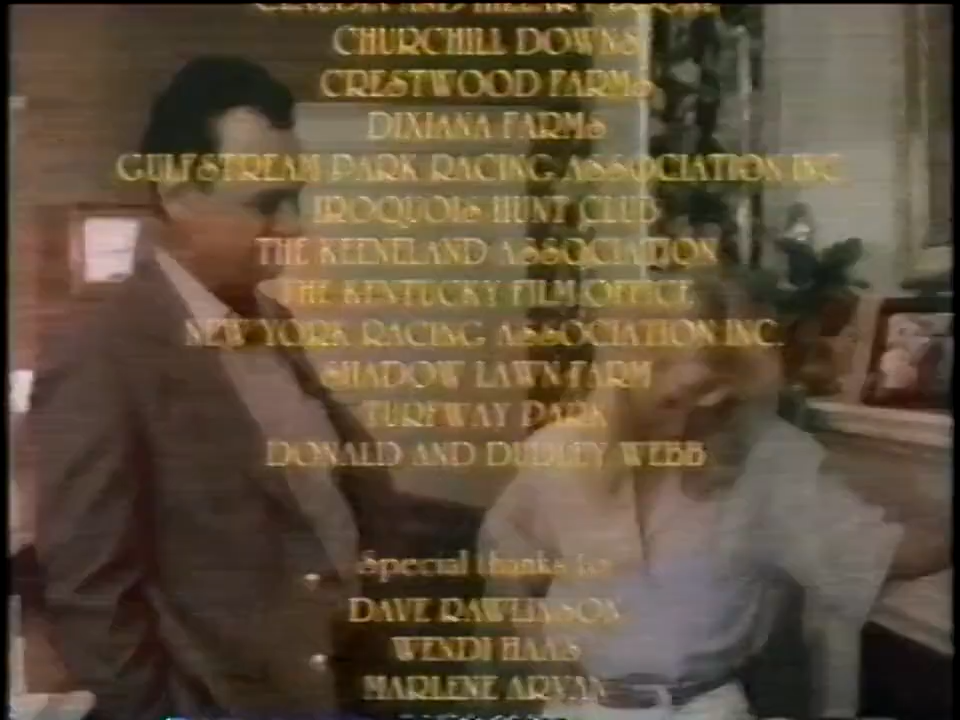 CHURCHILL DOWNS
CRESTWOOD FARMS
DIXIANA FARMS
GULFSTREAM PARK RACING ASSOCIATION INC.
IROQUOIS HUNT CLUB
THE KEENELAND ASSOCIATION
THE KENTUCKY FILM OFFICE
NEW YORK RACING ASSOCIATION INC.
SHADOW LAWN FARM
TURFWAY PARK
DONALD AND DUDLEY WEBB
Special thanks to:
DAVE RAWLINSON
WENDI HAAS
MARLENE ARVAN